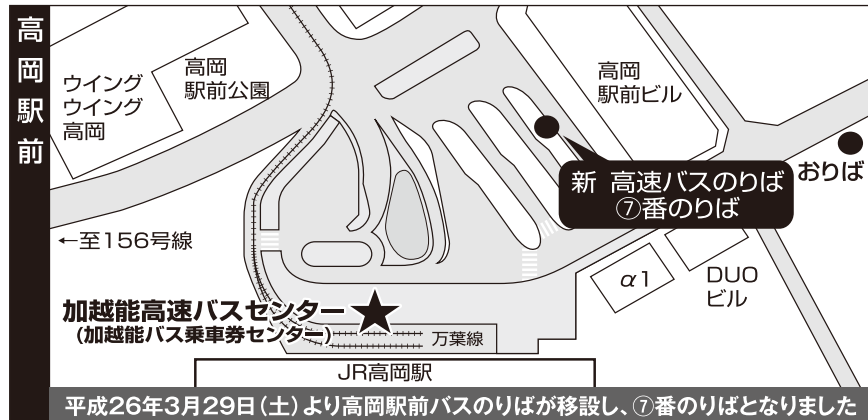 高岡駅前
ウイング
ウイング
高岡
高岡
駅前公園
高岡
駅前ビル
新 高速バスのりば
⑦番のりば
おりば
←至156号線
α1
DUO
ビル
加越能高速バスセンター
(加越能バス乗車券センター)
万葉線
JR高岡駅
平成26年3月29日(土)より高岡駅前バスのりばが移設し、⑦番のりばとなりました